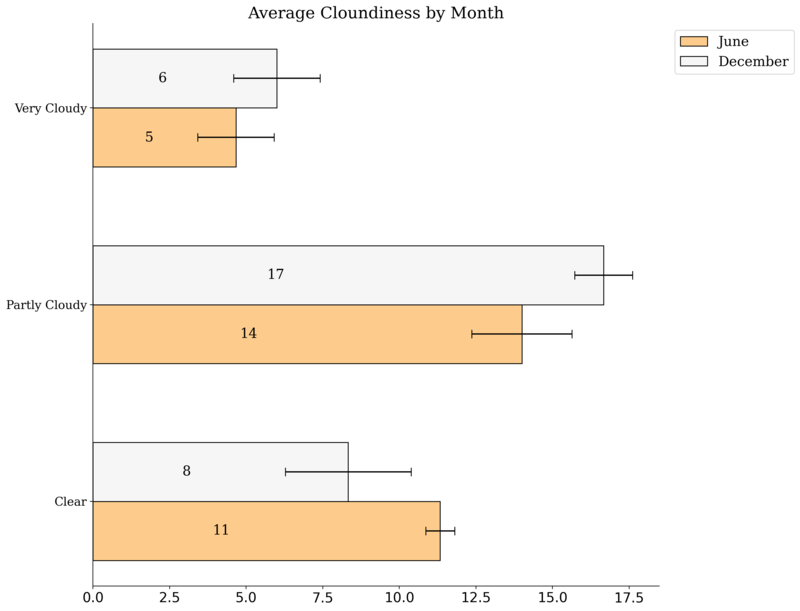 Average Cloundiness by Month
June
December
6
Very Cloudy
5
17
Partly Cloudy
14
8
Clear
11
0.0 2.5 5.0 7.5 10.0 12.5 15.0 17.5